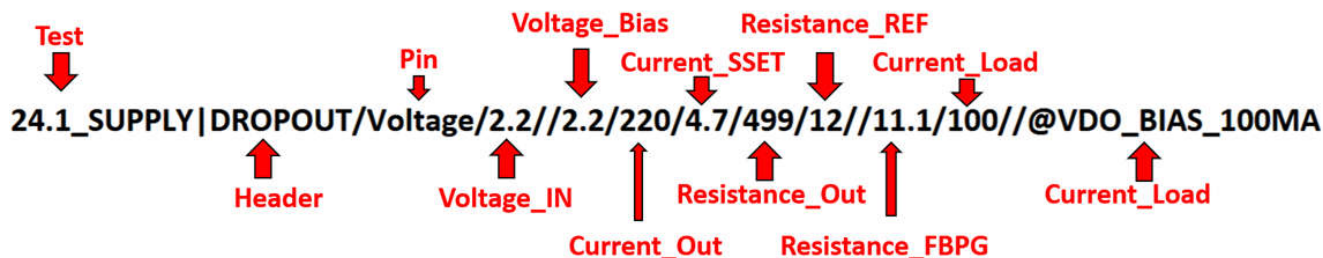 Voltage_Bias Resistance_REF
Test Pin Current_SSET Current_Load
24.1_SUPPLY|DROPOUT/Voltage/2.2//2.2/220/4.7/499/12//11.1/100//@VDO_BIAS_100MA
Header Voltage_IN Resistance_Out Current_Load
Current_Out Resistance_FBPG